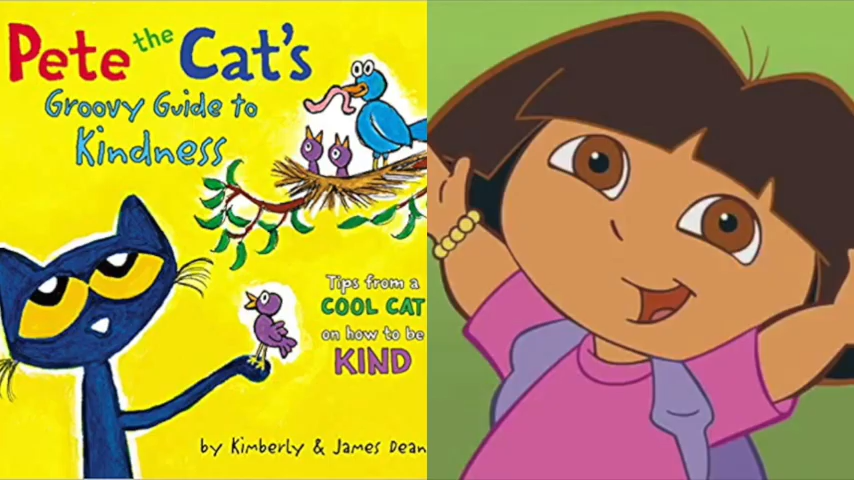 Pete the Cat's
Groovy Guide to
Kindness
Tips from a
COOL CAT
on how to be
KIND
by Kimberly & James Dean